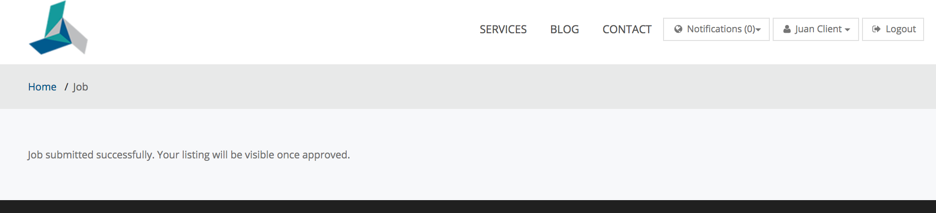 SERVICES BLOG CONTACT Notifications (0) Juan Client Logout
Home / Job
Job submitted successfully. Your listing will be visible once approved.